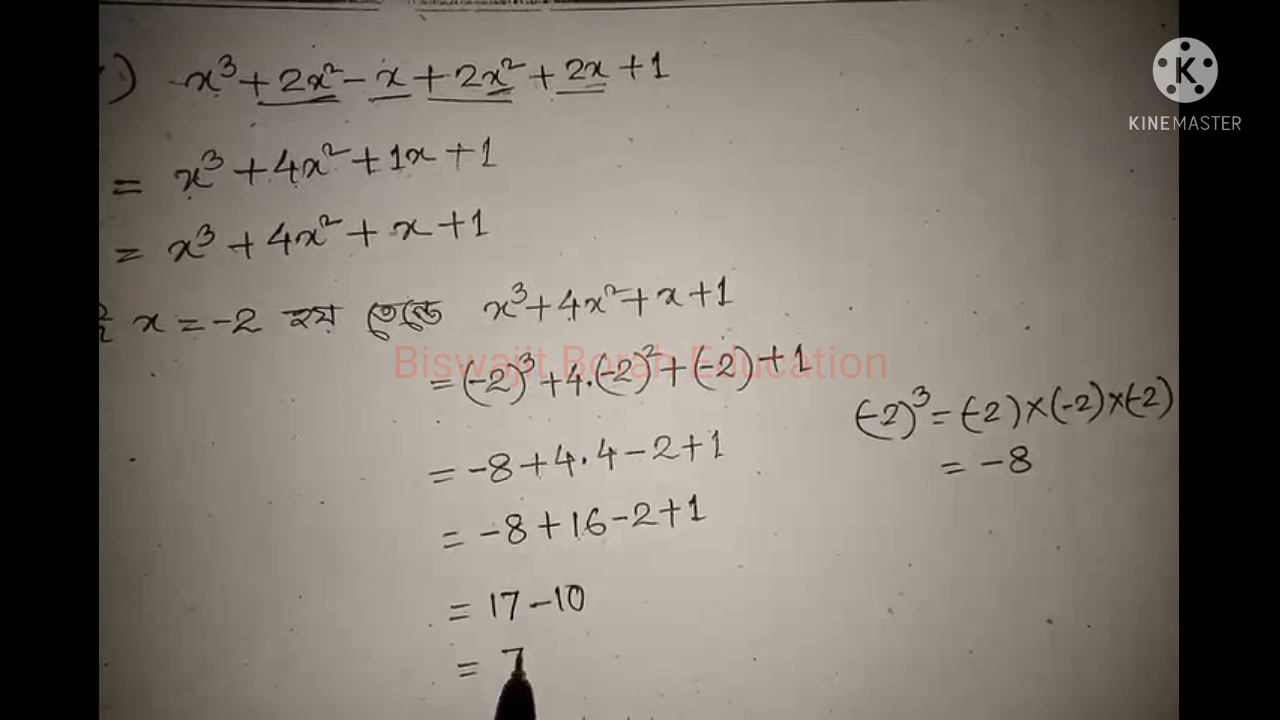 ) x³ + 2x² - x + 2x² + 2x + 1
= x³ + 4x² + 1x + 1
= x³ + 4x² + x + 1
x = -2 হয় তেন্তে x³ + 4x² + x + 1
= (-2)³ + 4·(-2)² + (-2) + 1
= -8 + 4·4 - 2 + 1
= -8 + 16 - 2 + 1
= 17 - 10
= 7
(-2)³ = (-2) × (-2) × (-2)
= -8
Biswajit Borah Education
K
KINEMASTER